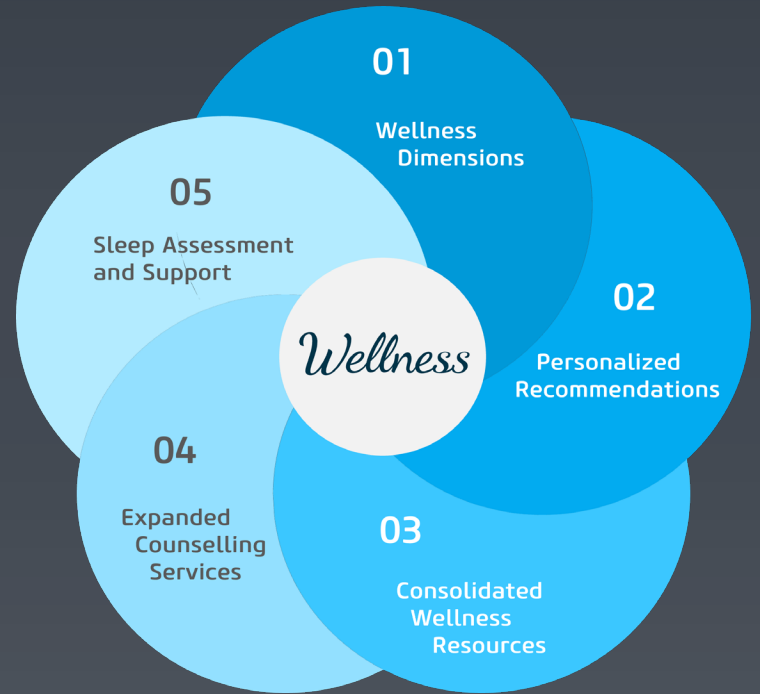 01
Wellness
Dimensions
02
Personalized
Recommendations
03
Consolidated
Wellness
Resources
04
Expanded
Counselling
Services
05
Sleep Assessment
and Support
Wellness